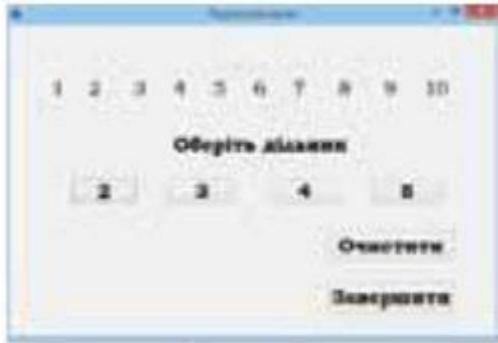 1 2 3 4 5 6 7 8 9 10
Оберіть дільник
2 3 4 5
Очистити
Завершити